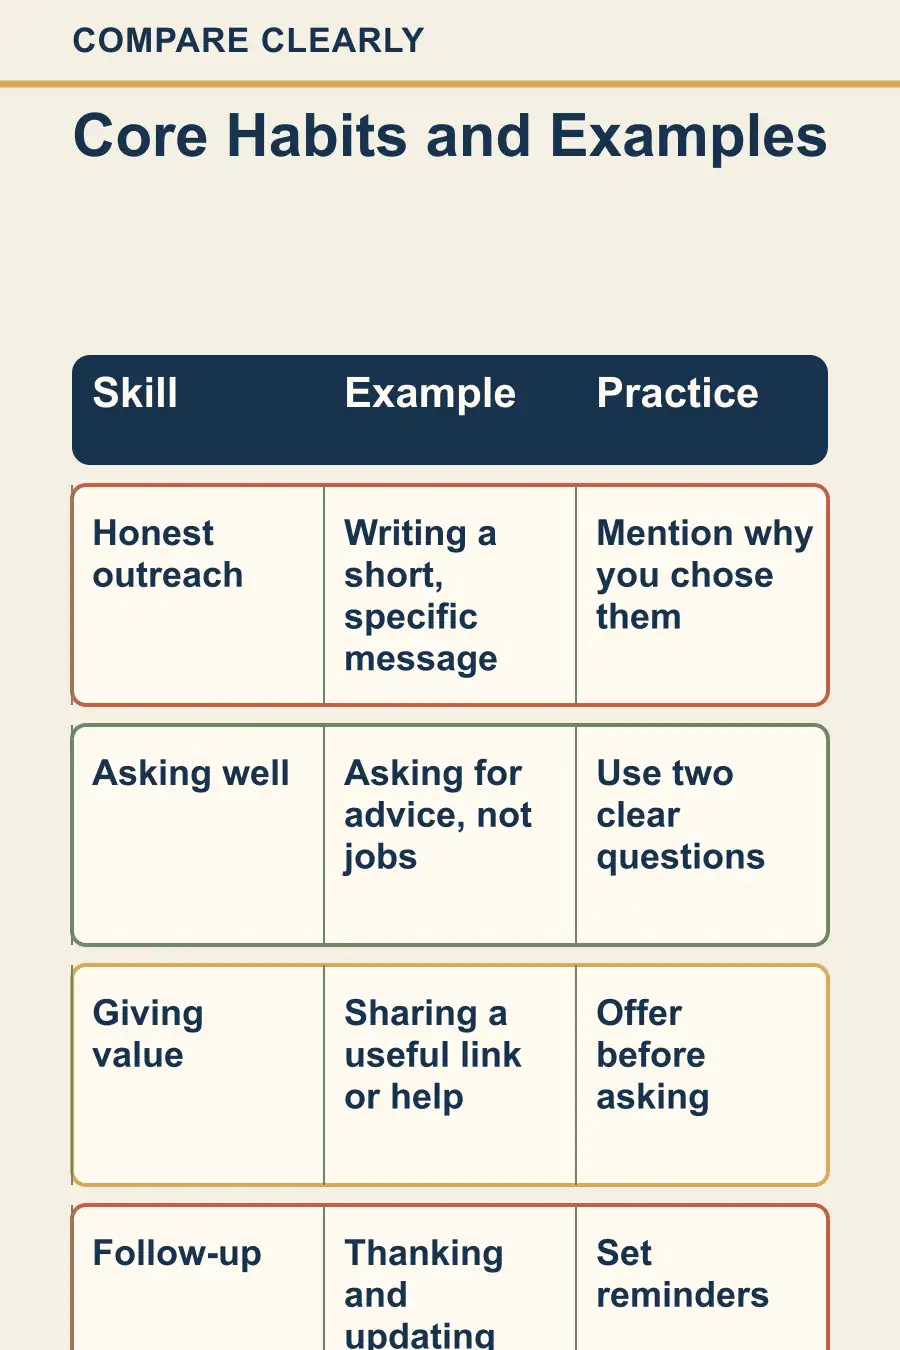 COMPARE CLEARLY
Core Habits and Examples
Skill Example Practice
Honest
outreach
Writing a
short,
specific
message
Mention why
you chose
them
Asking well
Asking for
advice, not
jobs
Use two
clear
questions
Giving
value
Sharing a
useful link
or help
Offer
before
asking
Follow-up
Thanking
and
updating
Set
reminders